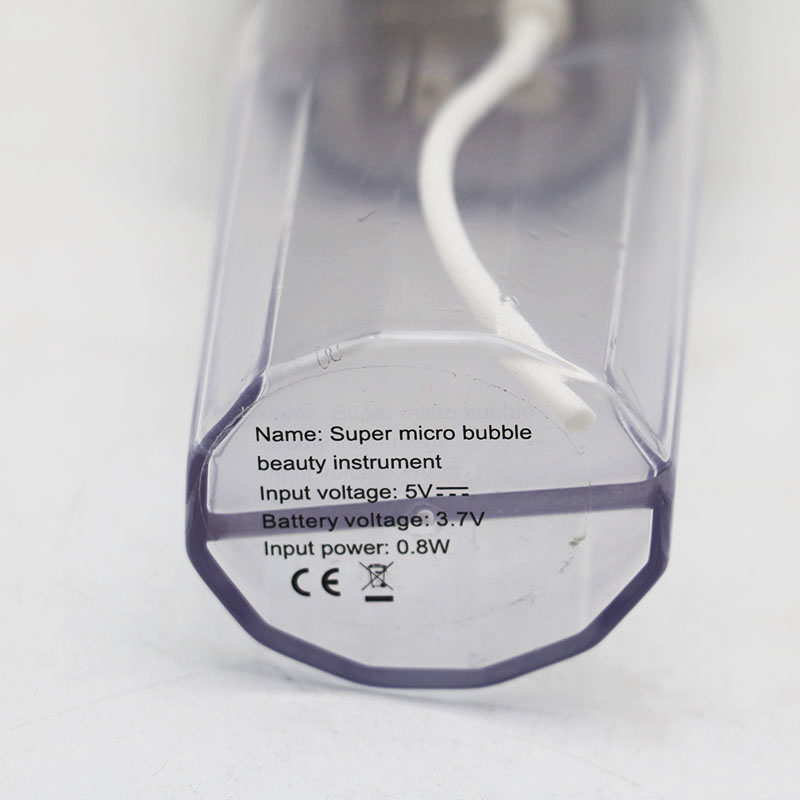 Name: Super micro bubble
beauty instrument
Input voltage: 5V⎓
Battery voltage: 3.7V
Input power: 0.8W
CE